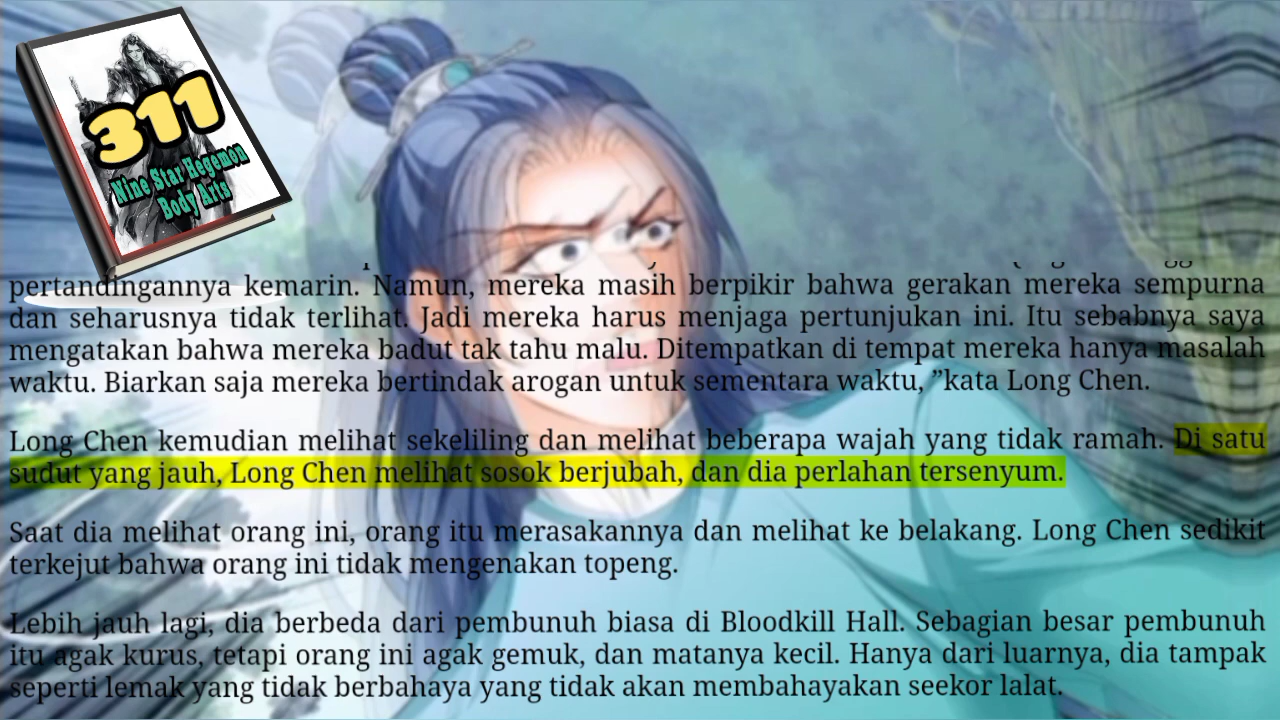 311
Nine Star Hegemon
Body Arts
pertandingannya kemarin. Namun, mereka masih berpikir bahwa gerakan mereka sempurna
dan seharusnya tidak terlihat. Jadi mereka harus menjaga pertunjukan ini. Itu sebabnya saya
mengatakan bahwa mereka badut tak tahu malu. Ditempatkan di tempat mereka hanya masalah
waktu. Biarkan saja mereka bertindak arogan untuk sementara waktu, ”kata Long Chen.
Long Chen kemudian melihat sekeliling dan melihat beberapa wajah yang tidak ramah. Di satu
sudut yang jauh, Long Chen melihat sosok berjubah, dan dia perlahan tersenyum.
Saat dia melihat orang ini, orang itu merasakannya dan melihat ke belakang. Long Chen sedikit
terkejut bahwa orang ini tidak mengenakan topeng.
Lebih jauh lagi, dia berbeda dari pembunuh biasa di Bloodkill Hall. Sebagian besar pembunuh
itu agak kurus, tetapi orang ini agak gemuk, dan matanya kecil. Hanya dari luarnya, dia tampak
seperti lemak yang tidak berbahaya yang tidak akan membahayakan seekor lalat.